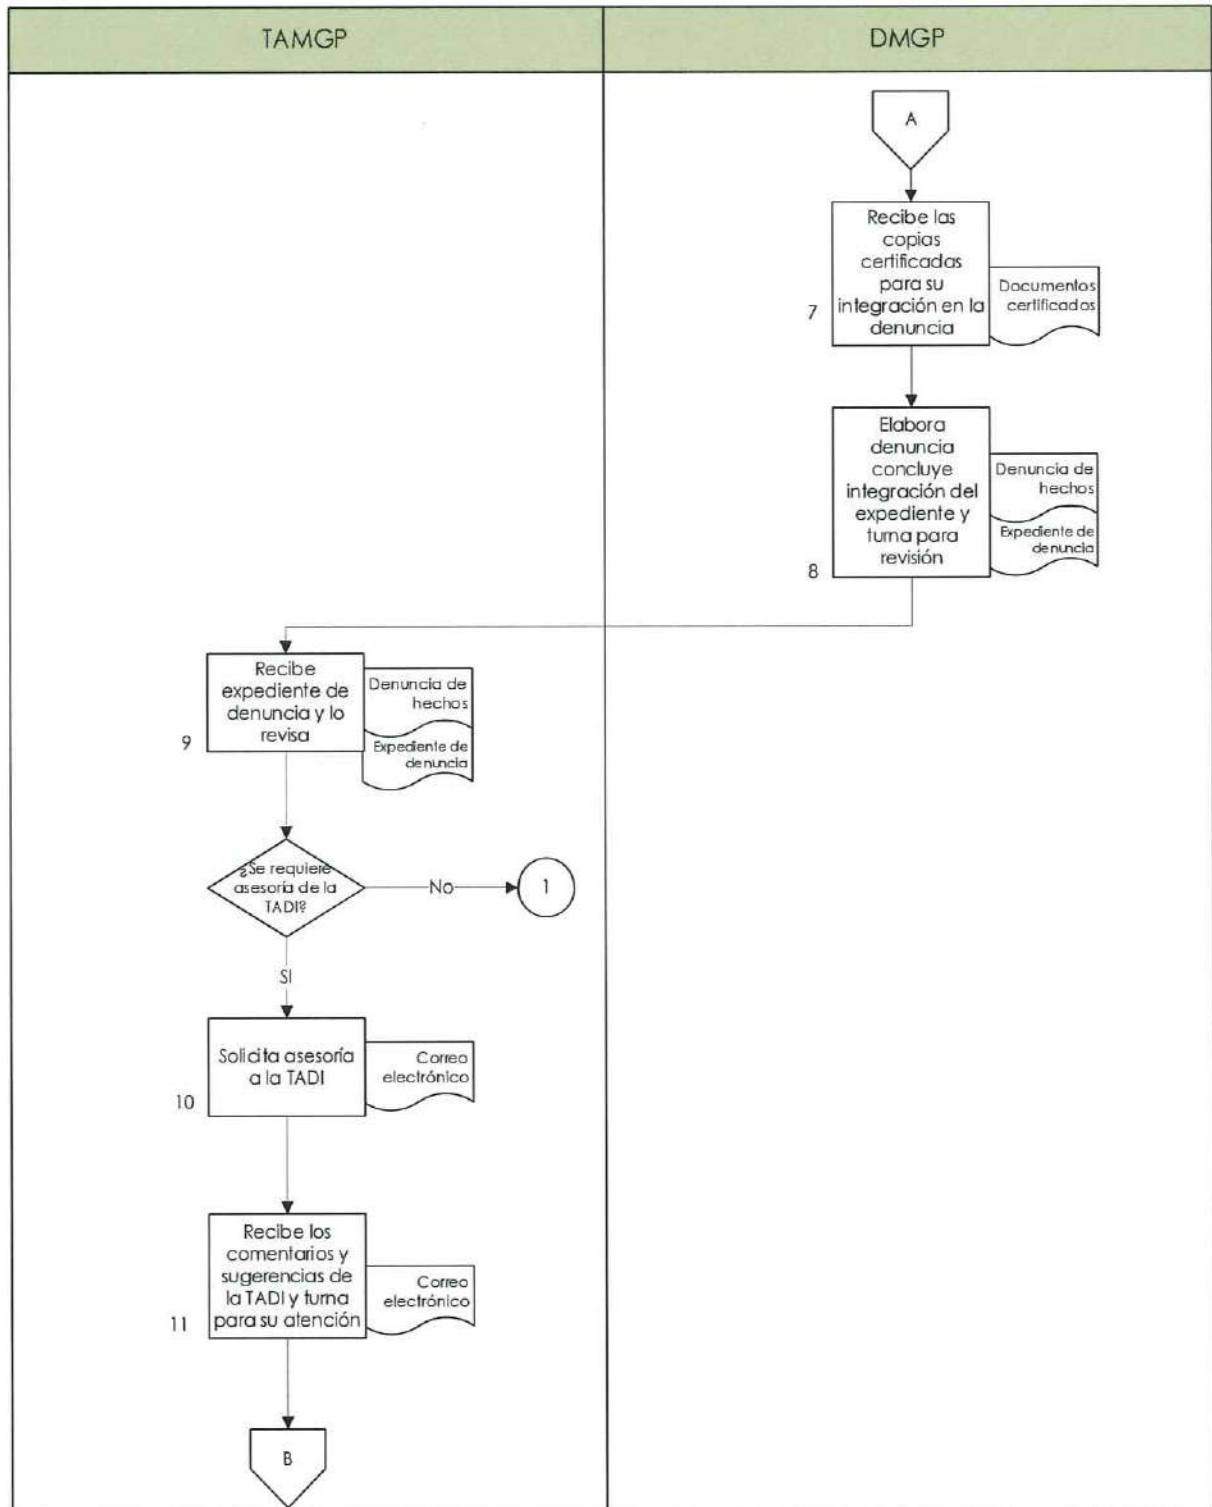 TAMGP
DMGP
A
Recibe las
copias
certificadas
para su
integración en la
denuncia
7
Documentos
certificados
Elabora
denuncia
concluye
integración del
expediente y
turna para
revisión
8
Denuncia de
hechos
Expediente de
denuncia
Recibe
expediente de
denuncia y lo
revisa
9
Denuncia de
hechos
Expediente de
denuncia
¿Se requiere
asesoría de la
TADI?
No
1
SI
Solicita asesoría
a la TADI
10
Correo
electrónico
Recibe los
comentarios y
sugerencias de
la TADI y turna
para su atención
11
Correo
electrónico
B